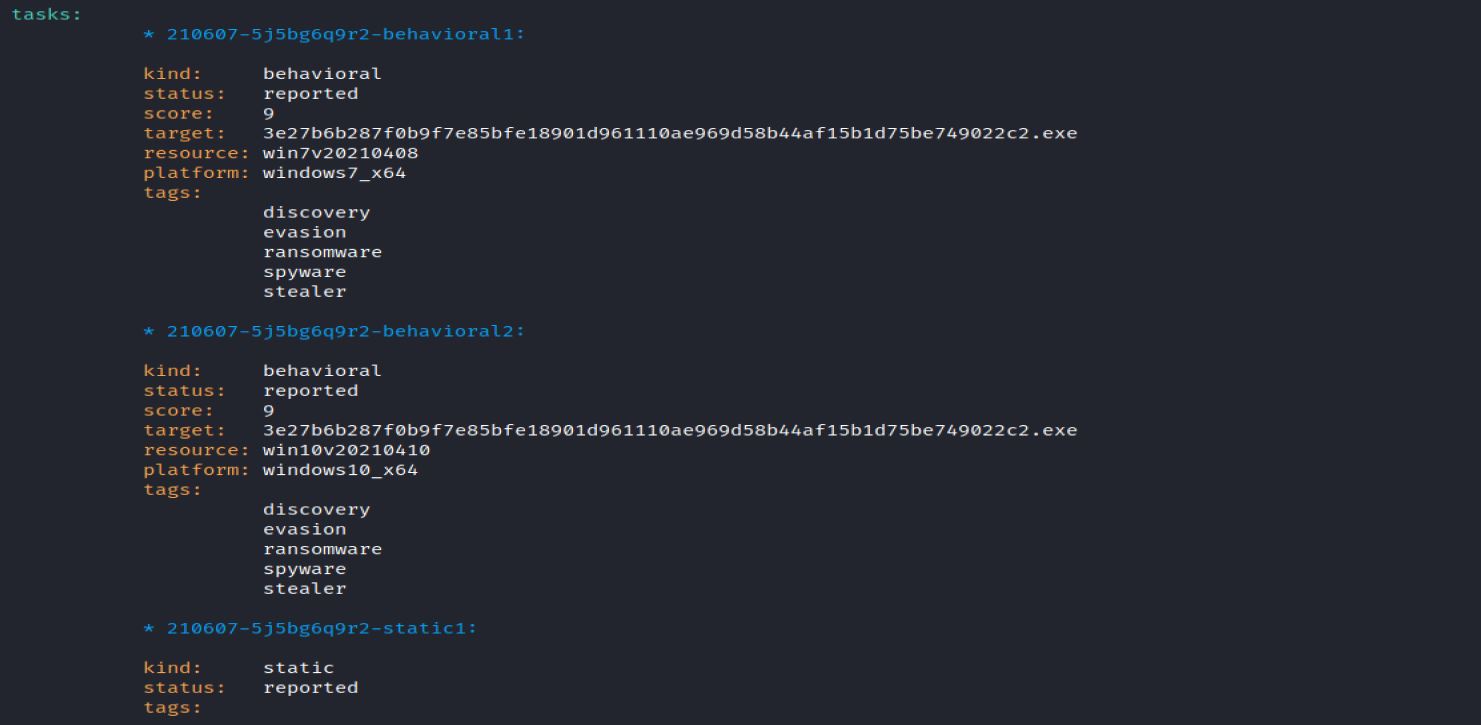 tasks:
* 210607-5j5bg6q9r2-behavioral1:
kind: behavioral
status: reported
score: 9
target: 3e27b6b287f0b9f7e85bfe18901d961110ae969d58b44af15b1d75be749022c2.exe
resource: win7v20210408
platform: windows7_x64
tags:
discovery
evasion
ransomware
spyware
stealer
* 210607-5j5bg6q9r2-behavioral2:
kind: behavioral
status: reported
score: 9
target: 3e27b6b287f0b9f7e85bfe18901d961110ae969d58b44af15b1d75be749022c2.exe
resource: win10v20210410
platform: windows10_x64
tags:
discovery
evasion
ransomware
spyware
stealer
* 210607-5j5bg6q9r2-static1:
kind: static
status: reported
tags: